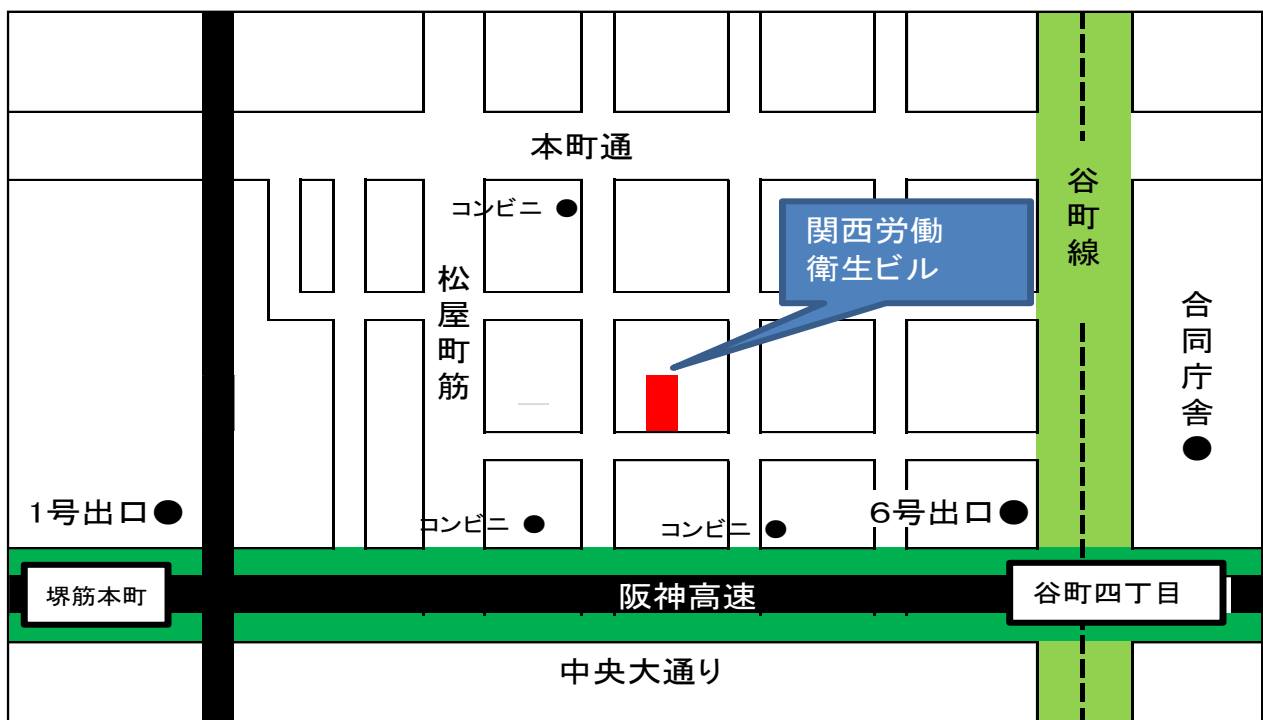 本町通
谷町線
コンビニ
関西労働
衛生ビル
松屋町筋
合同庁舎
1号出口
コンビニ
コンビニ
6号出口
堺筋本町
阪神高速
谷町四丁目
中央大通り